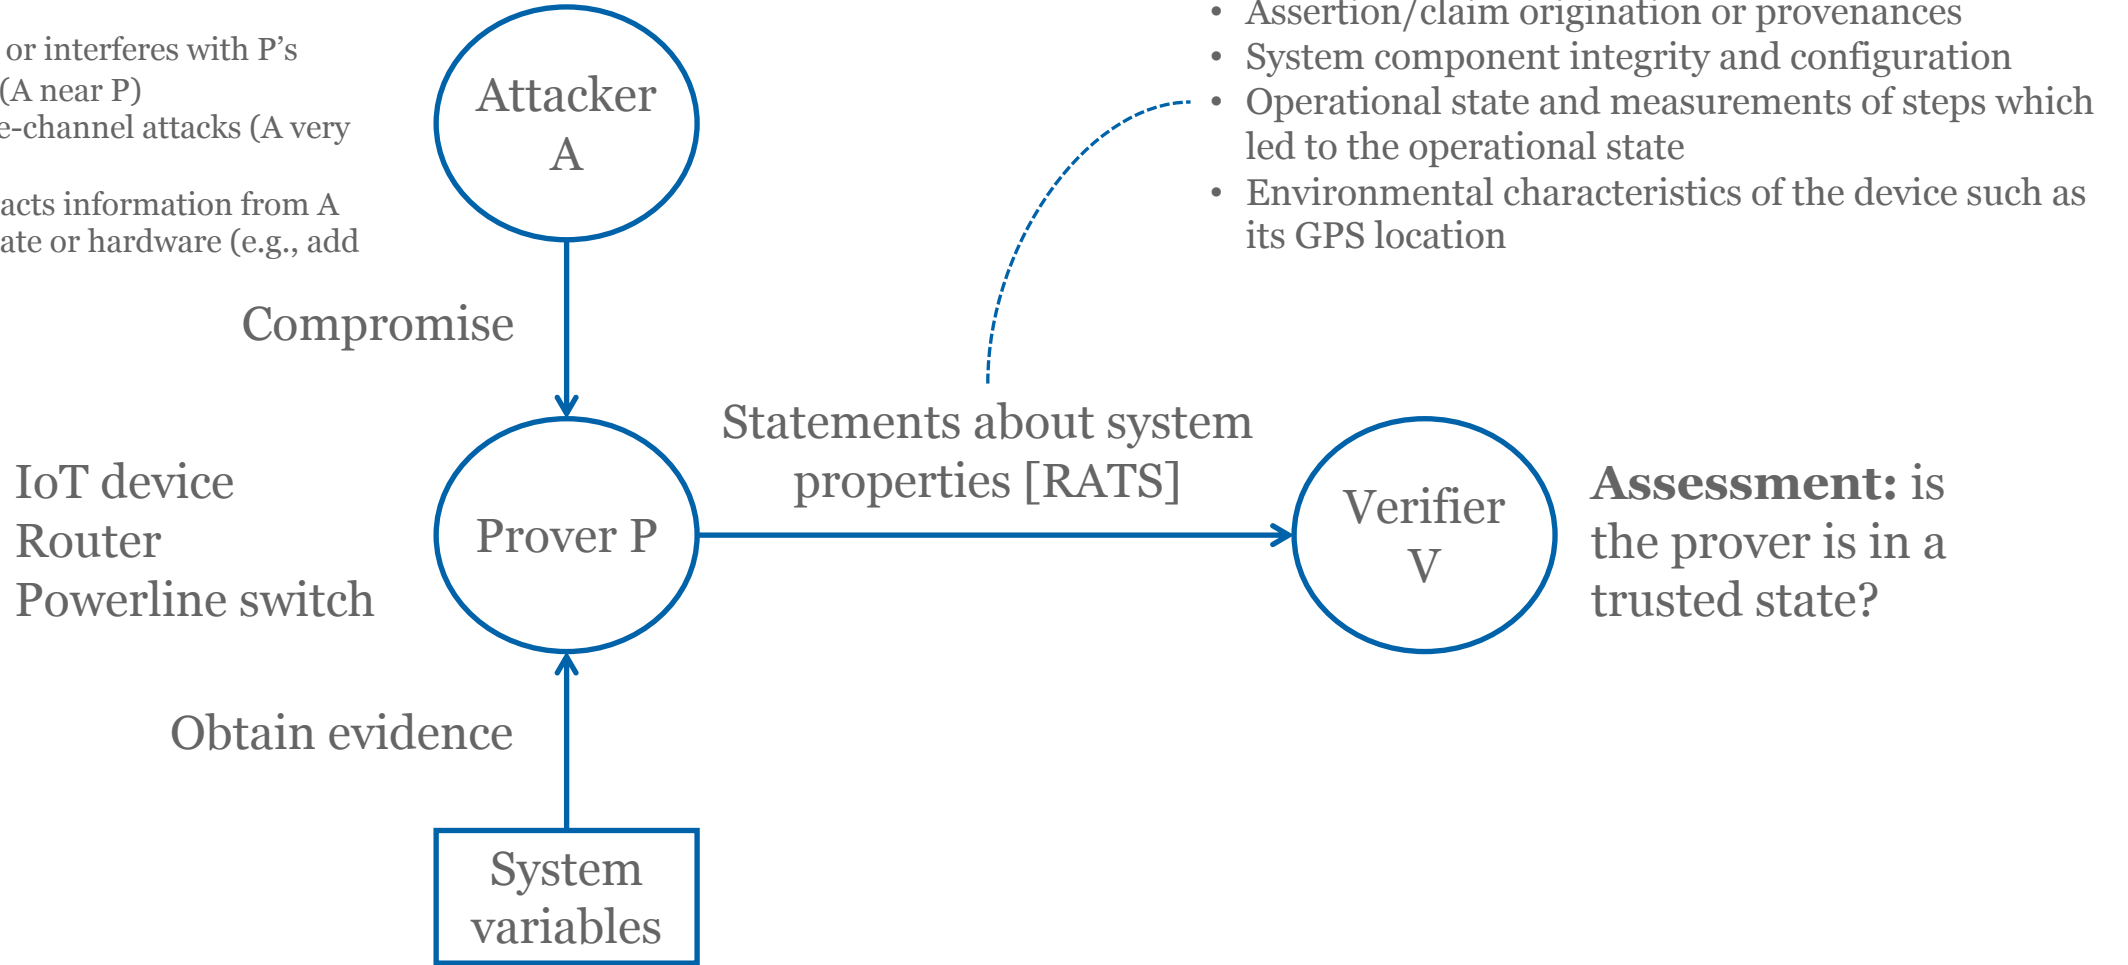 or interferes with P’s
(A near P)
e-channel attacks (A very
acts information from A
ate or hardware (e.g., add
Attacker
A
• Assertion/claim origination or provenances
• System component integrity and configuration
• Operational state and measurements of steps which
led to the operational state
• Environmental characteristics of the device such as
its GPS location
Compromise
Statements about system
properties [RATS]
IoT device
Router
Powerline switch
Prover P
Verifier
V
Assessment: is
the prover is in a
trusted state?
Obtain evidence
System
variables